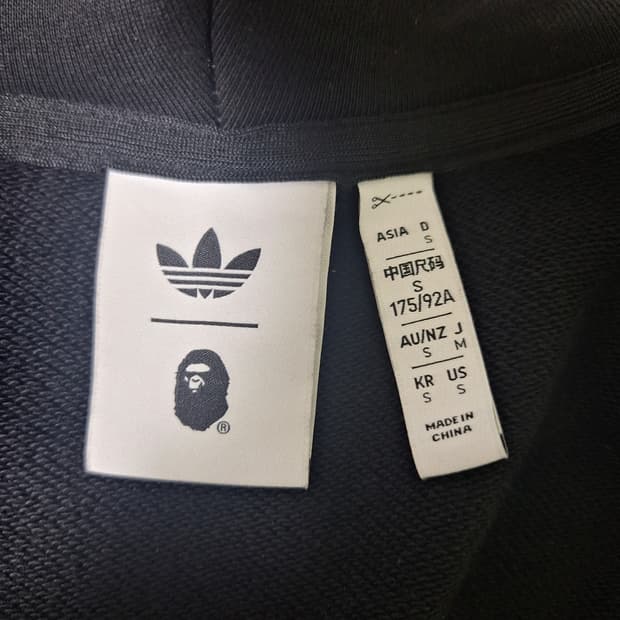 ®
ASIA D
S
中国尺码
S
175/92A
AU/NZ J
S M
KR US
S S
MADE IN
CHINA